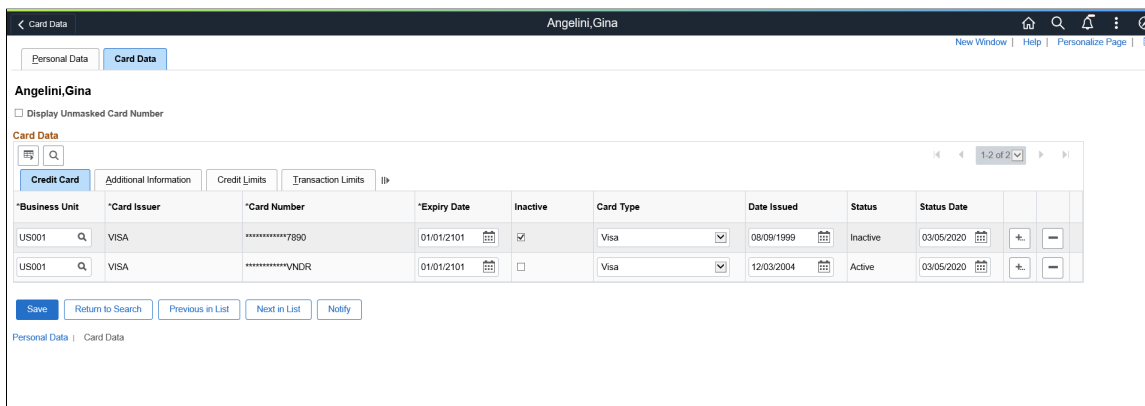 Card Data
Angelini,Gina
New Window | Help | Personalize Page |
Personal Data
Card Data
Angelini,Gina
Display Unmasked Card Number
Card Data
1-2 of 2
Credit Card
Additional Information
Credit Limits
Transaction Limits
*Business Unit *Card Issuer *Card Number *Expiry Date Inactive Card Type Date Issued Status Status Date
US001 VISA ************7890 01/01/2101 Visa 08/09/1999 Inactive 03/05/2020
US001 VISA ************VNDR 01/01/2101 Visa 12/03/2004 Active 03/05/2020
Save Return to Search Previous in List Next in List Notify
Personal Data | Card Data